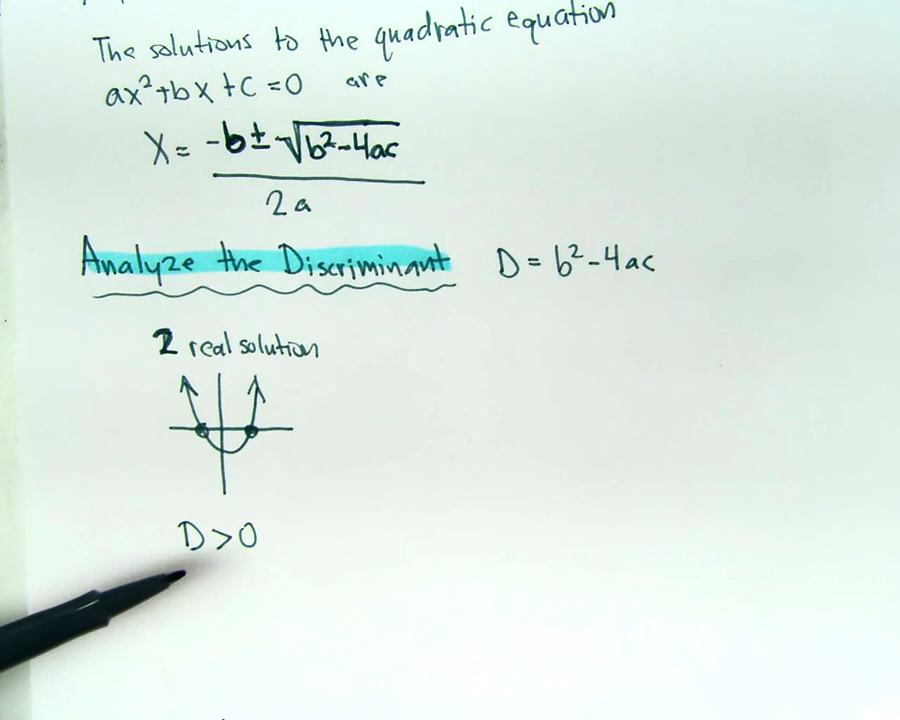 The solutions to the quadratic equation
ax²+bx+c=0 are
X = -b±√b²-4ac
2a
Analyze the Discriminant D = b²-4ac
2 real solution
D>0